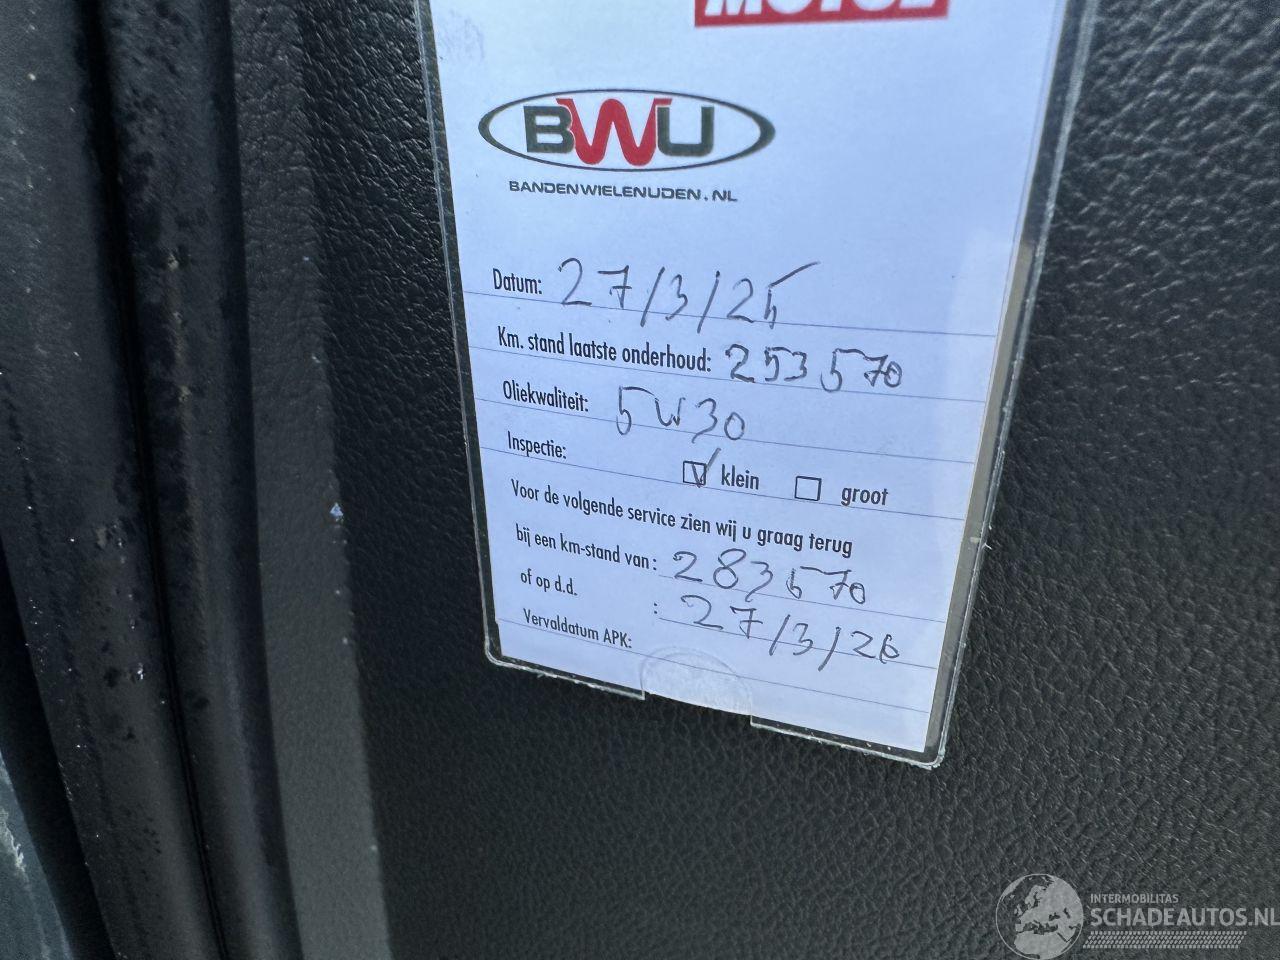 MOTUL
BWU
BANDENWIELENUDEN.NL
Datum: 27/3/25
Km. stand laatste onderhoud: 253570
Oliekwaliteit: 5W30
Inspectie: klein groot
Voor de volgende service zien wij u graag terug
bij een km-stand van: 283570
of op d.d. : 27/3/26
Vervaldatum APK:
INTERMOBILITAS
SCHADEAUTOS.NL